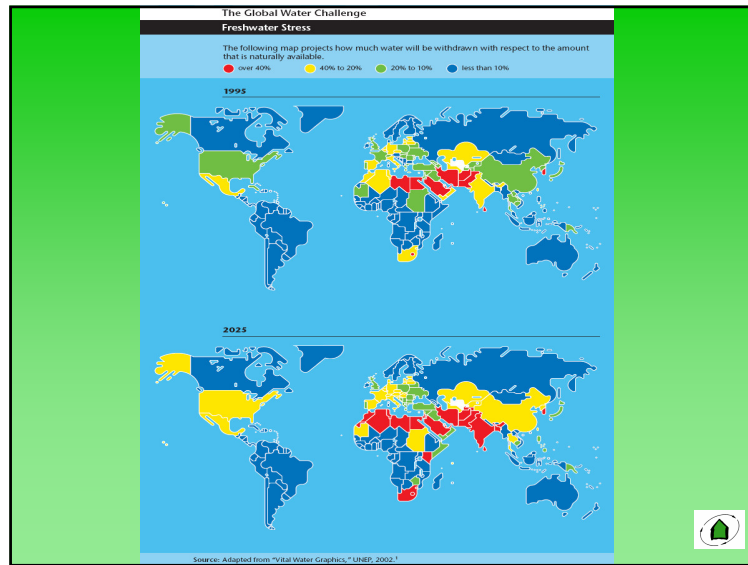 The Global Water Challenge
Freshwater Stress
The following map projects how much water will be withdrawn with respect to the amount
that is naturally available,
over 40% 40% to 20% 20% to 10% less than 10%
1995
2025
Source: Adapted from "Vital Water Graphics," UNEP, 2002.¹